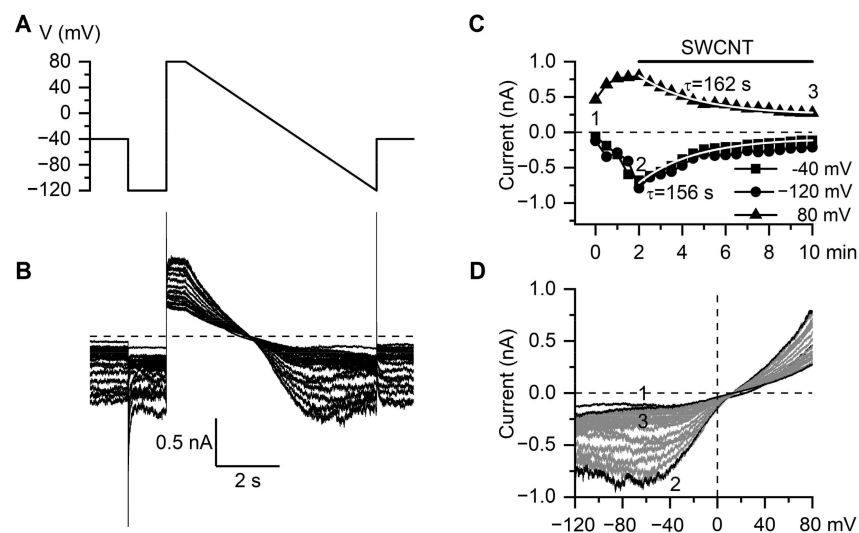 A
V (mV)
80
40
0
−40
−80
−120
B
0.5 nA
2 s
C
SWCNT
Current (nA)
1.0
0.5
0.0
−0.5
−1.0
τ=162 s
3
1
2
τ=156 s
-40 mV
−120 mV
80 mV
0 2 4 6 8 10 min
D
Current (nA)
1.0
0.5
0.0
−0.5
−1.0
1
3
2
−120 −80 −40 0 40 80 mV